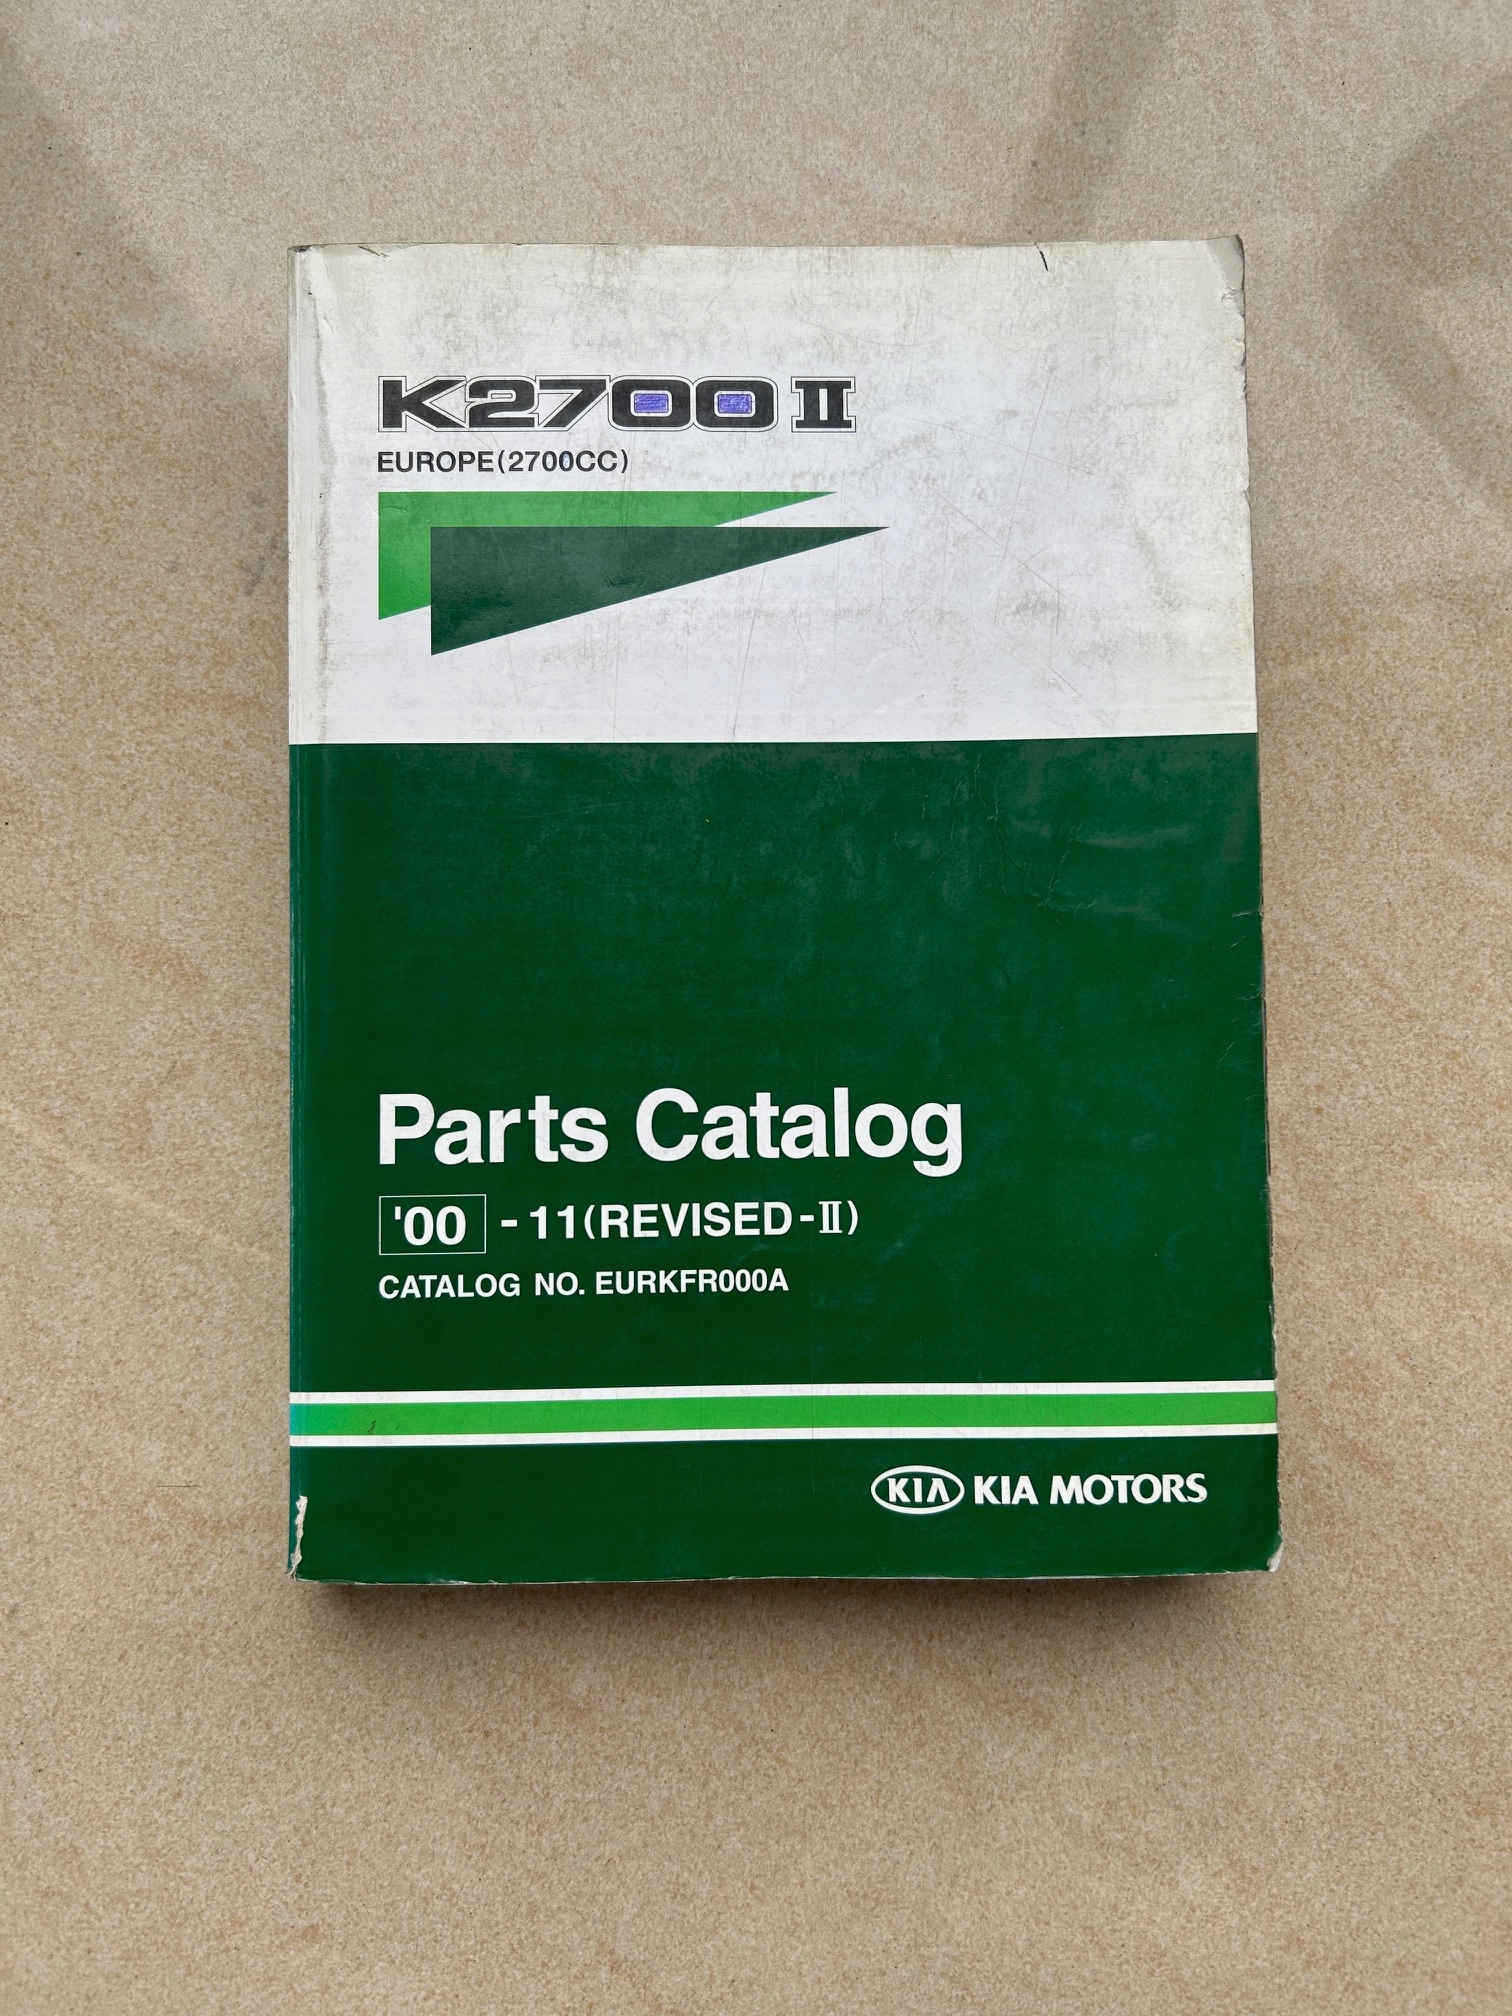 K2700 II
EUROPE(2700CC)
Parts Catalog
'00 - 11(REVISED-II)
CATALOG NO. EURKFR000A
KIA KIA MOTORS